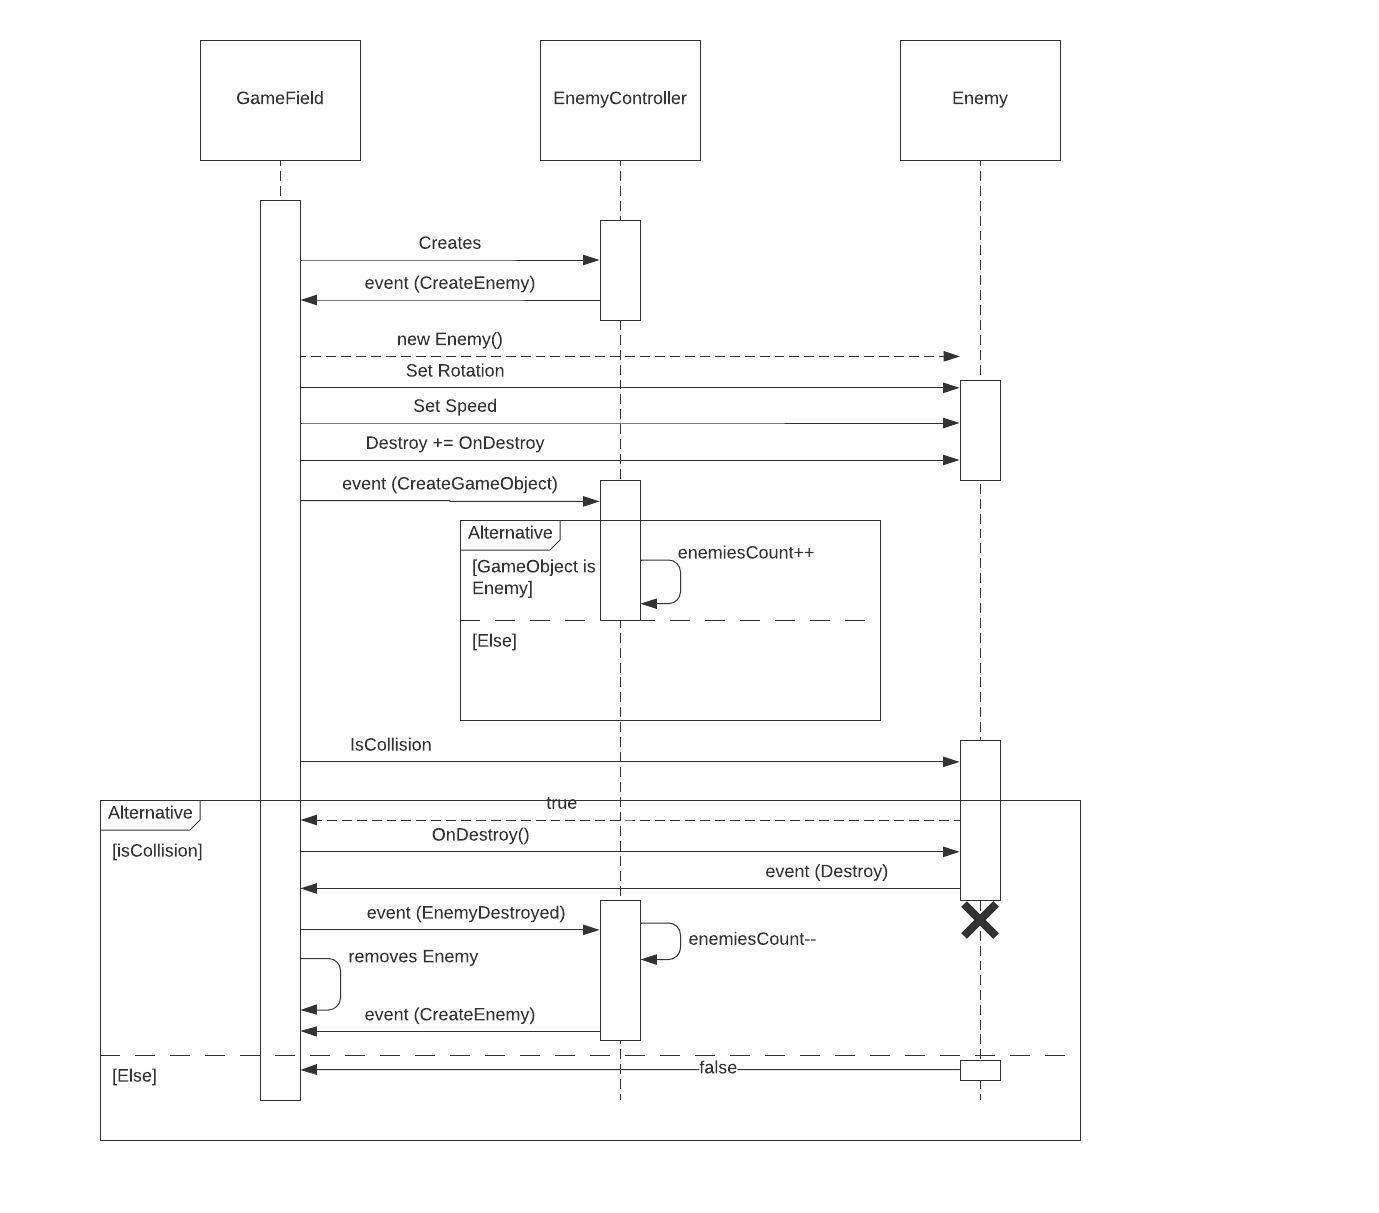 GameField
EnemyController
Enemy
Creates
event (CreateEnemy)
new Enemy()
Set Rotation
Set Speed
Destroy += OnDestroy
event (CreateGameObject)
Alternative
enemiesCount++
[GameObject is
Enemy]
[Else]
IsCollision
Alternative
true
OnDestroy()
[isCollision]
event (Destroy)
event (EnemyDestroyed)
enemiesCount--
removes Enemy
event (CreateEnemy)
false
[Else]